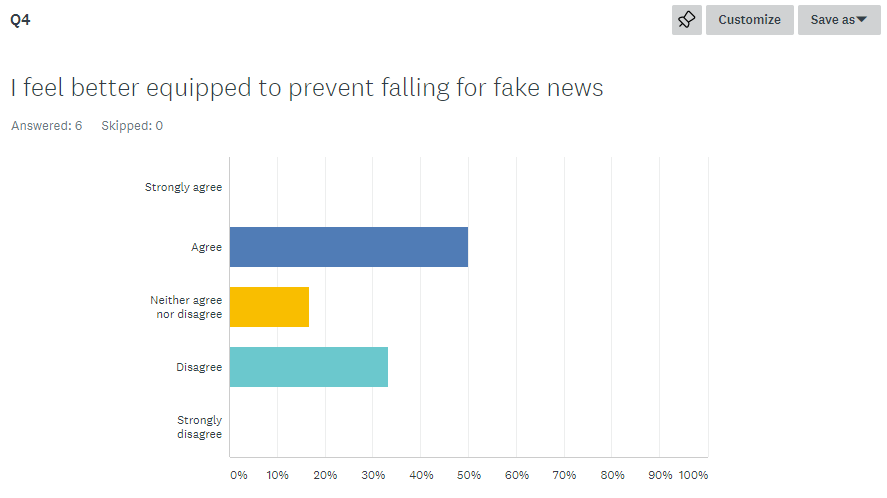 Q4
Customize
Save as
I feel better equipped to prevent falling for fake news
Answered: 6 Skipped: 0
Strongly agree
Agree
Neither agree
nor disagree
Disagree
Strongly
disagree
0% 10% 20% 30% 40% 50% 60% 70% 80% 90% 100%